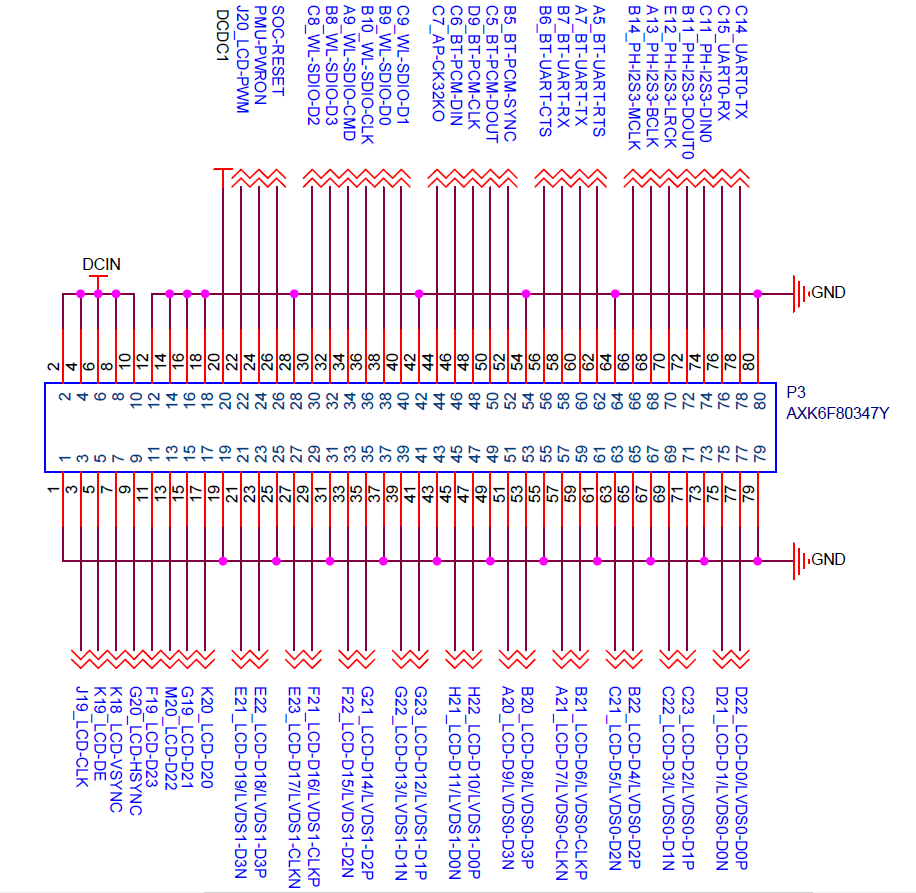 DCDC1
J20_LCD-PWM
PMU-PWRON
SOC-RESET
C8_WL-SDIO-D2
B8_WL-SDIO-D3
A9_WL-SDIO-CMD
B10_WL-SDIO-CLK
B9_WL-SDIO-D0
C9_WL-SDIO-D1
C7_AP-CK32KO
C6_BT-PCM-DIN
D9_BT-PCM-CLK
C5_BT-PCM-DOUT
B5_BT-PCM-SYNC
B6_BT-UART-CTS
B7_BT-UART-RX
A7_BT-UART-TX
A5_BT-UART-RTS
B14_PH-I2S3-MCLK
A13_PH-I2S3-BCLK
E12_PH-I2S3-LRCK
B11_PH-I2S3-DOUT0
C11_PH-I2S3-DIN0
C15_UART0-RX
C14_UART0-TX
DCIN
GND
2 4 6 8 10 12 14 16 18 20 22 24 26 28 30 32 34 36 38 40 42 44 46 48 50 52 54 56 58 60 62 64 66 68 70 72 74 76 78 80
2 4 6 8 10 12 14 16 18 20 22 24 26 28 30 32 34 36 38 40 42 44 46 48 50 52 54 56 58 60 62 64 66 68 70 72 74 76 78 80
P3
AXK6F80347Y
1 3 5 7 9 11 13 15 17 19 21 23 25 27 29 31 33 35 37 39 41 43 45 47 49 51 53 55 57 59 61 63 65 67 69 71 73 75 77 79
1 3 5 7 9 11 13 15 17 19 21 23 25 27 29 31 33 35 37 39 41 43 45 47 49 51 53 55 57 59 61 63 65 67 69 71 73 75 77 79
GND
J19_LCD-CLK
K19_LCD-DE
K18_LCD-VSYNC
G20_LCD-HSYNC
F19_LCD-D23
M20_LCD-D22
G19_LCD-D21
K20_LCD-D20
E21_LCD-D19/LVDS1-D3N
E22_LCD-D18/LVDS1-D3P
E23_LCD-D17/LVDS1-CLKN
F21_LCD-D16/LVDS1-CLKP
F22_LCD-D15/LVDS1-D2N
G21_LCD-D14/LVDS1-D2P
G22_LCD-D13/LVDS1-D1N
G23_LCD-D12/LVDS1-D1P
H21_LCD-D11/LVDS1-D0N
H22_LCD-D10/LVDS1-D0P
A20_LCD-D9/LVDS0-D3N
B20_LCD-D8/LVDS0-D3P
A21_LCD-D7/LVDS0-CLKN
B21_LCD-D6/LVDS0-CLKP
C21_LCD-D5/LVDS0-D2N
B22_LCD-D4/LVDS0-D2P
C22_LCD-D3/LVDS0-D1N
C23_LCD-D2/LVDS0-D1P
D21_LCD-D1/LVDS0-D0N
D22_LCD-D0/LVDS0-D0P